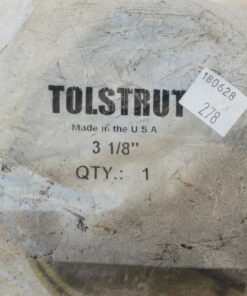 TOLSTRUT
Made in the U.S.A.
3 1/8"
QTY.: 1
180628
278